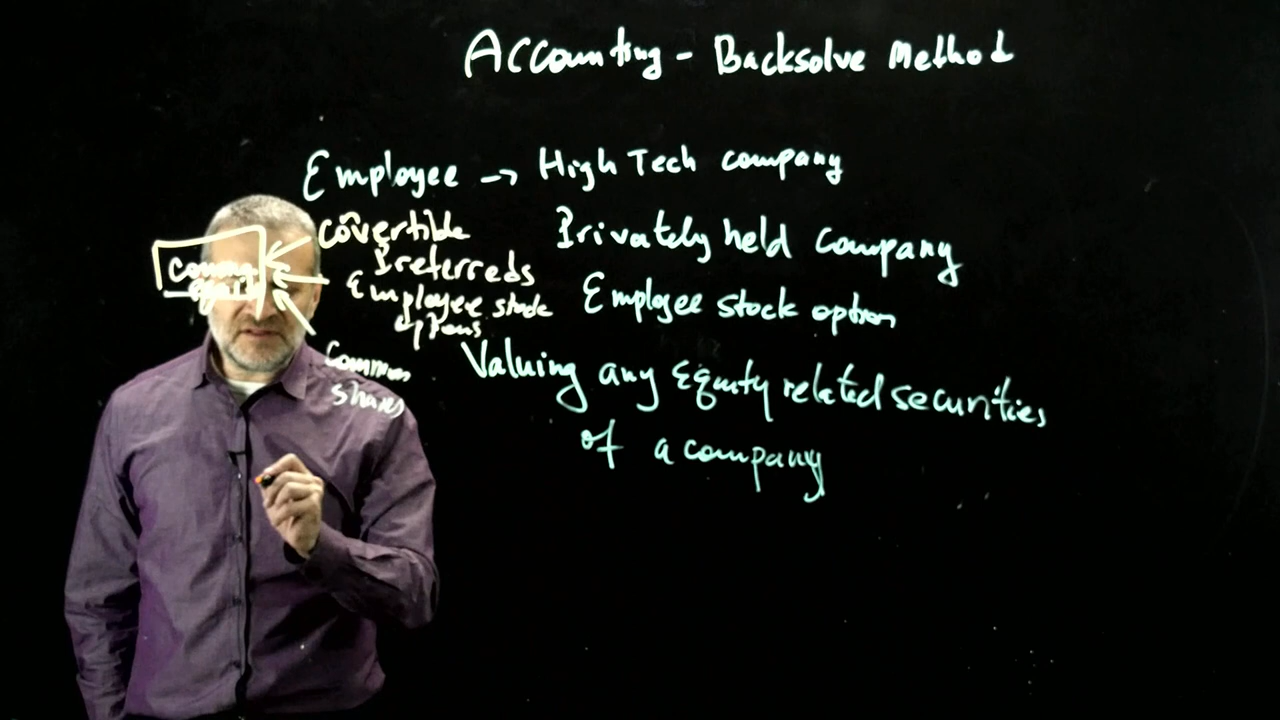 Accounting - Backsolve Method
Employee → High Tech company
Covertible
Privately held company
Preferreds
Employee stock
options
Employee stock option
Common
shares
Valuing any Equity related securities
of a company